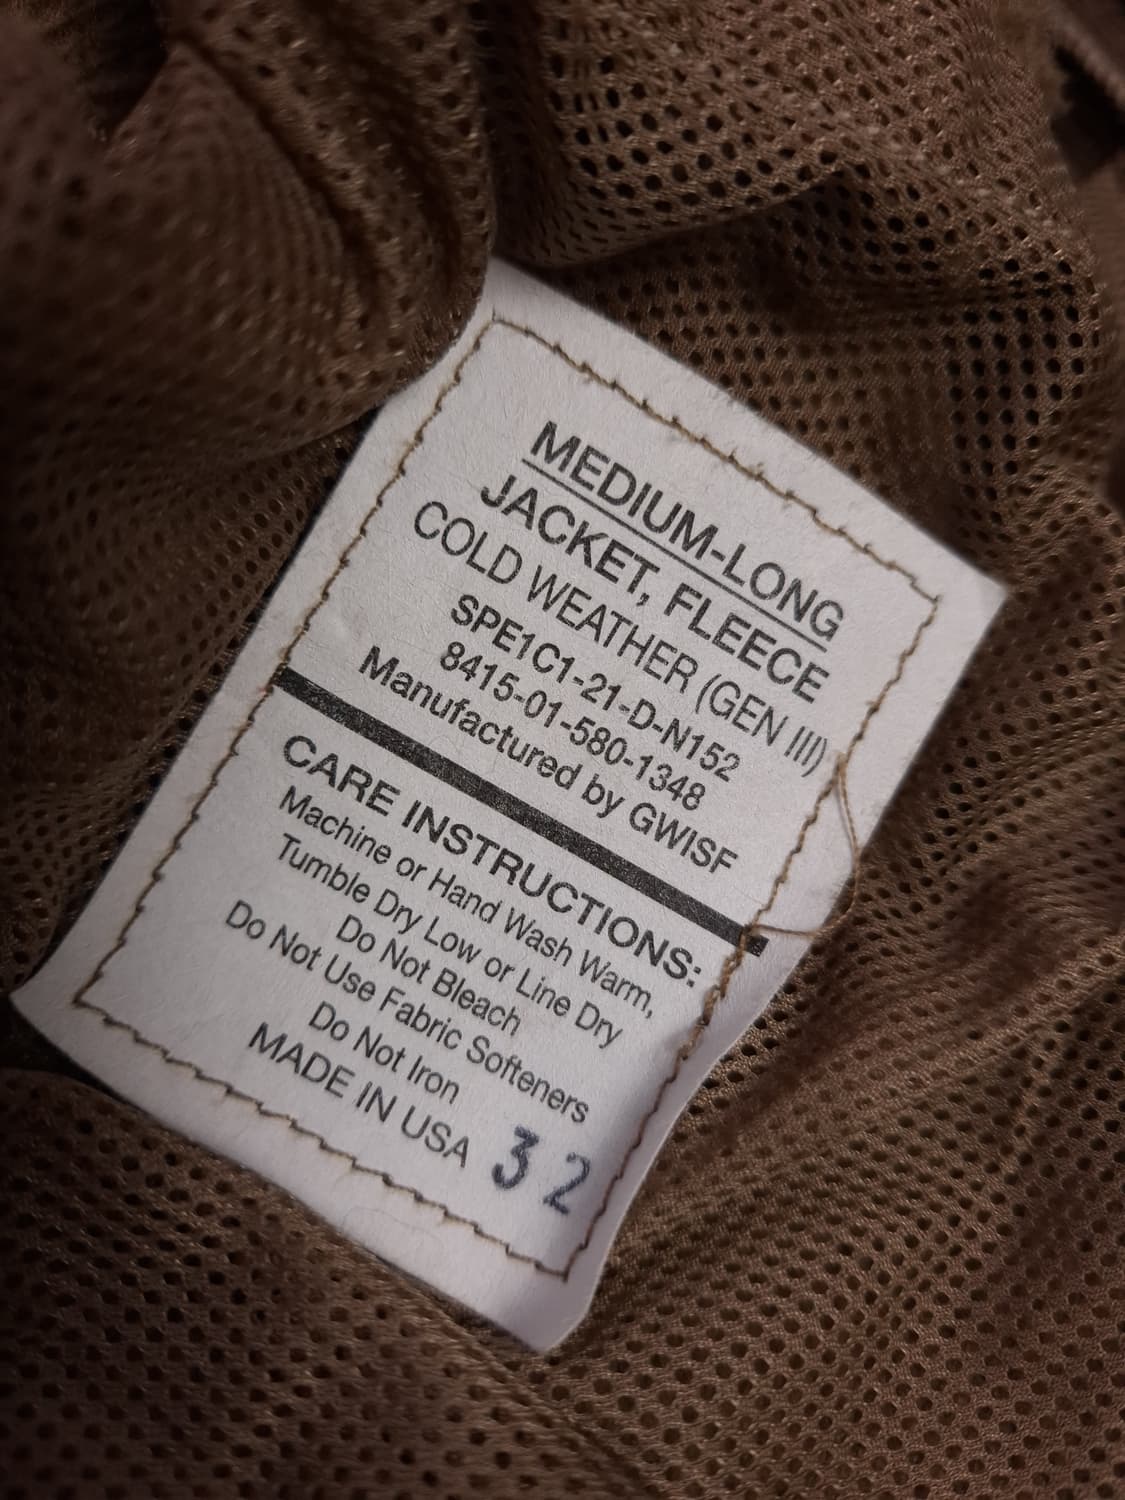 MEDIUM-LONG
JACKET, FLEECE
COLD WEATHER (GEN III)
SPE1C1-21-D-N152
8415-01-580-1348
Manufactured by GWISF
CARE INSTRUCTIONS:
Machine or Hand Wash Warm,
Tumble Dry Low or Line Dry
Do Not Bleach
Do Not Use Fabric Softeners
Do Not Iron
MADE IN USA 32